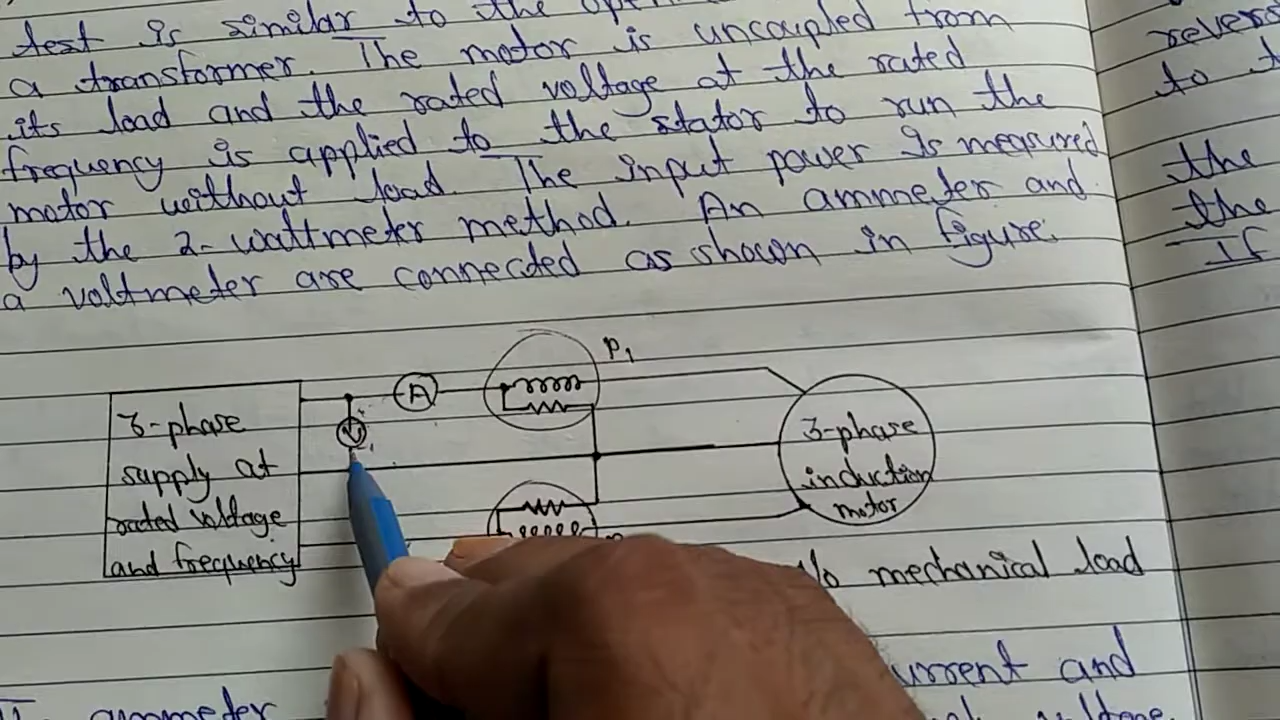 test is similar to the open
a transformer. The motor is uncoupled from
its load and the rated voltage at the rated
frequency is applied to the stator to run the
motor without load. The input power is measured
by the 2-wattmeter method. An ammeter and
a voltmeter are connected as shown in figure.
revers
to t
the
the
If
P1
A
V
3-phase
supply at
rated voltage
and frequency
3-phase
induction
motor
mechanical load
current and
ammeter